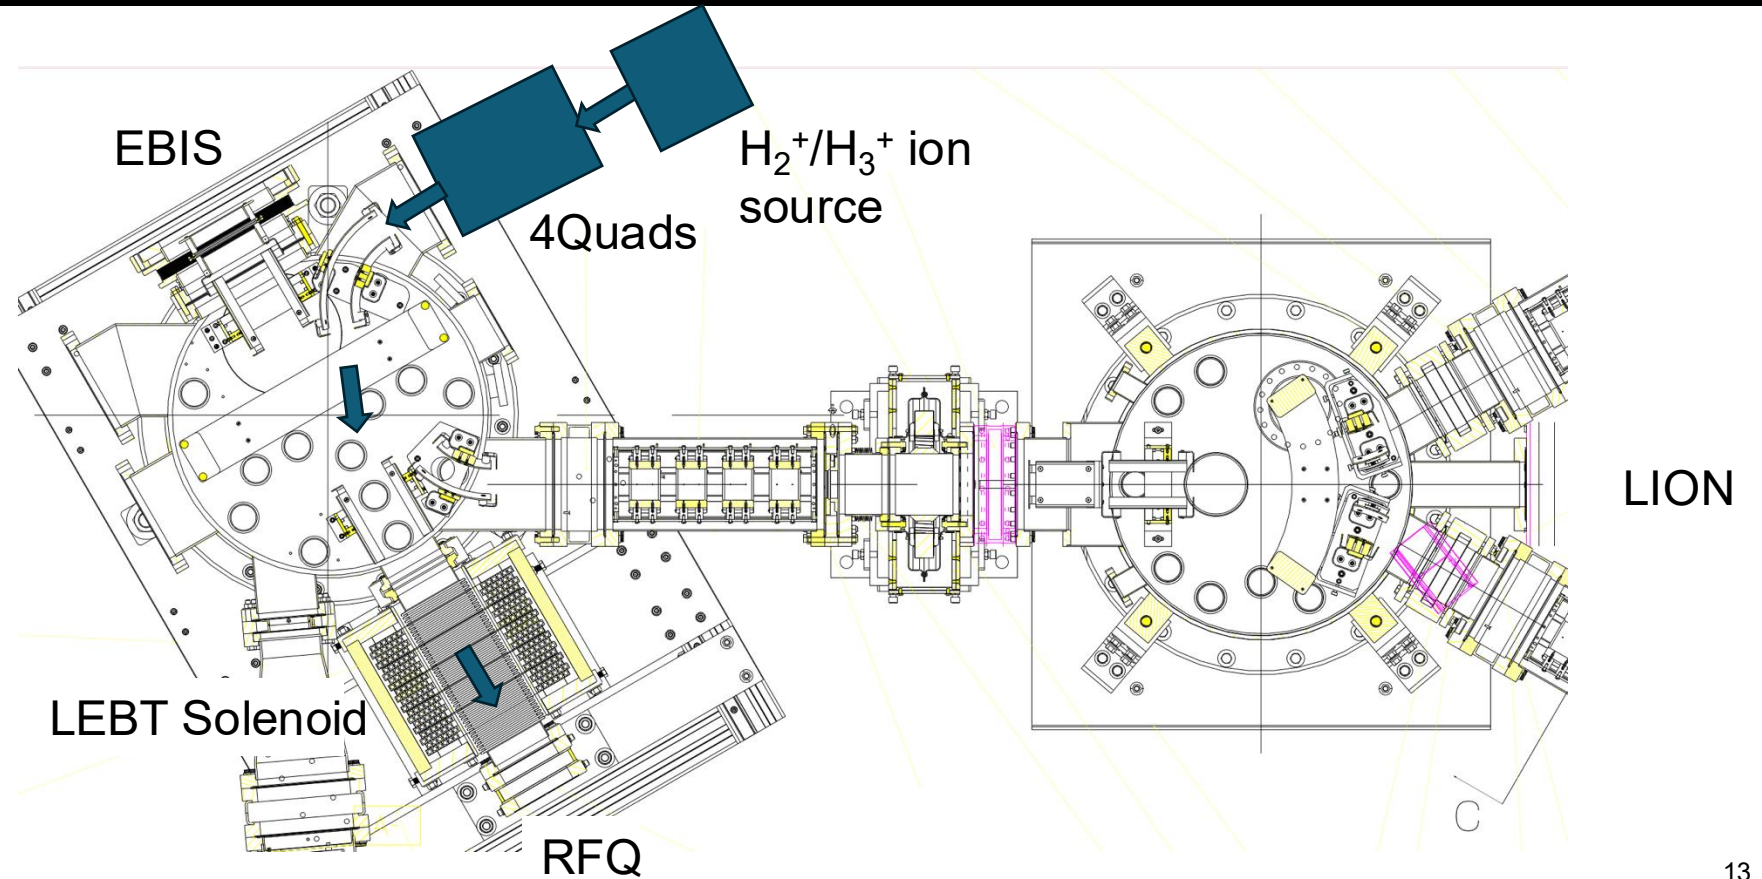 EBIS
H₂⁺/H₃⁺ ion
source
4Quads
LION
LEBT Solenoid
C
RFQ
13